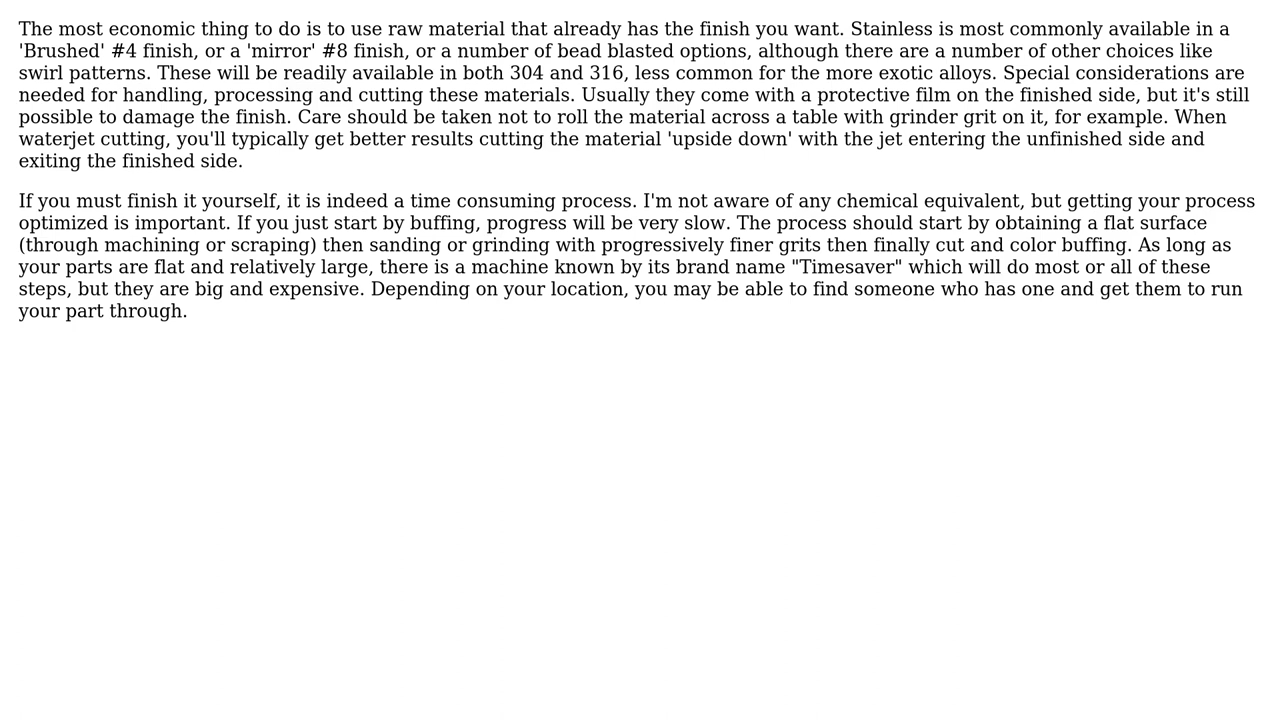 The most economic thing to do is to use raw material that already has the finish you want. Stainless is most commonly available in a
'Brushed' #4 finish, or a 'mirror' #8 finish, or a number of bead blasted options, although there are a number of other choices like
swirl patterns. These will be readily available in both 304 and 316, less common for the more exotic alloys. Special considerations are
needed for handling, processing and cutting these materials. Usually they come with a protective film on the finished side, but it's still
possible to damage the finish. Care should be taken not to roll the material across a table with grinder grit on it, for example. When
waterjet cutting, you'll typically get better results cutting the material 'upside down' with the jet entering the unfinished side and
exiting the finished side.
If you must finish it yourself, it is indeed a time consuming process. I'm not aware of any chemical equivalent, but getting your process
optimized is important. If you just start by buffing, progress will be very slow. The process should start by obtaining a flat surface
(through machining or scraping) then sanding or grinding with progressively finer grits then finally cut and color buffing. As long as
your parts are flat and relatively large, there is a machine known by its brand name "Timesaver" which will do most or all of these
steps, but they are big and expensive. Depending on your location, you may be able to find someone who has one and get them to run
your part through.